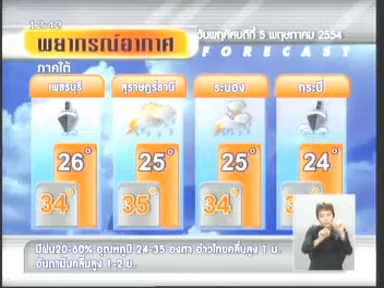 12:42
วันพฤหัสบดีที่ 5 พฤษภาคม 2554
พยากรณ์อากาศ
FORECAST
ภาคใต้
เพชรบุรี สุราษฎร์ธานี ระนอง กระบี่
26° 25° 25° 24°
34° 35° 34
มีฝน20-60% อุณหภูมิ 24-35 องศา อ่าวไทยคลื่นสูง 1 ม.
อันดามันคลื่นสูง 1-2 ม.